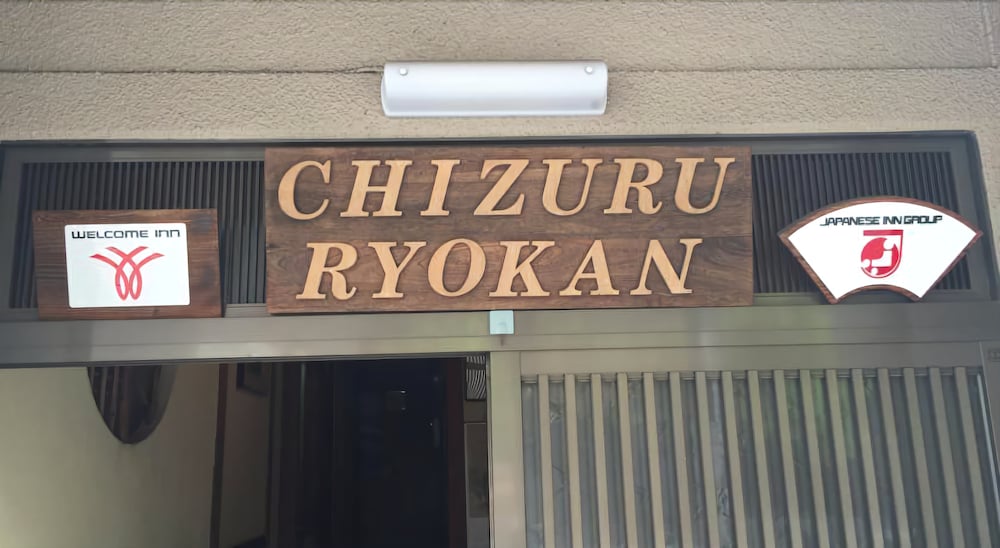 CHIZURU
RYOKAN
WELCOME INN
JAPANESE INN GROUP